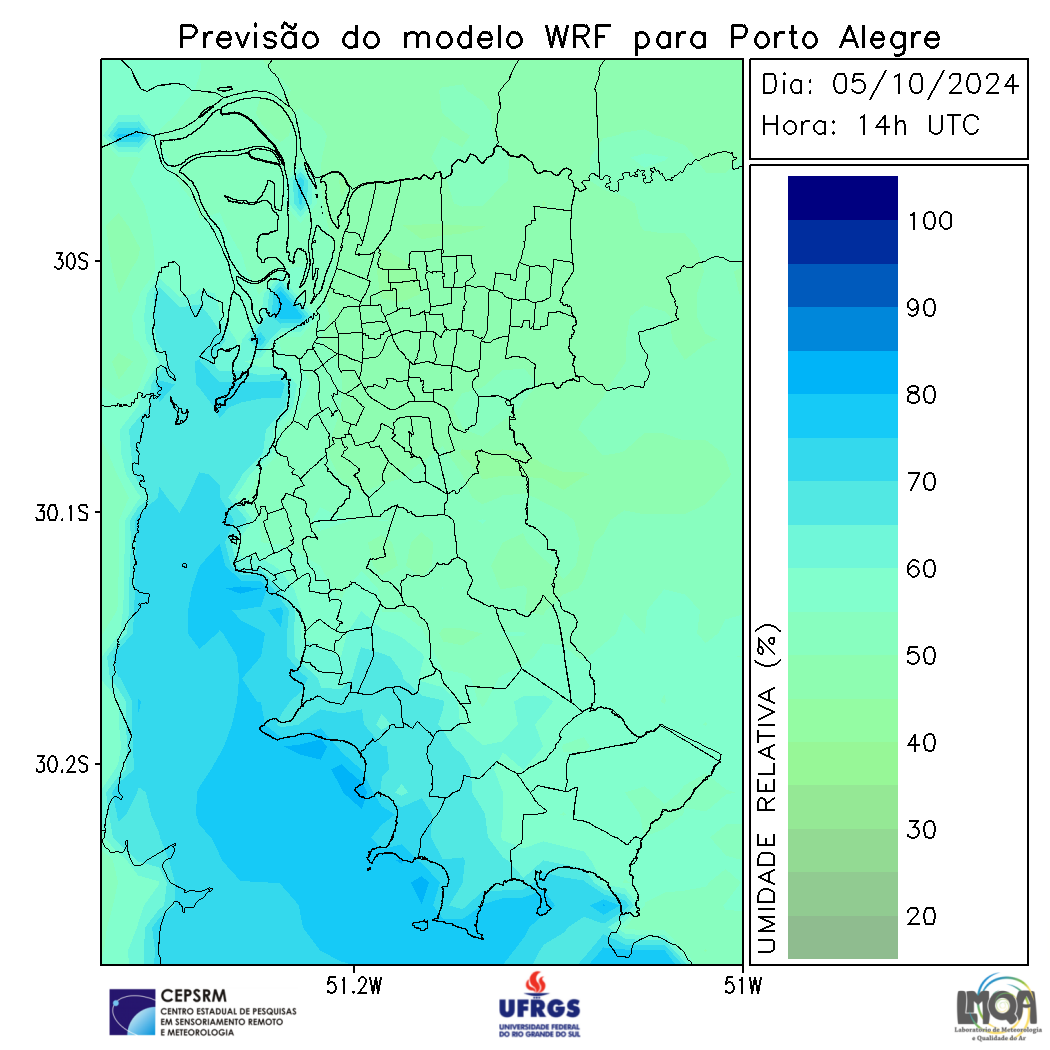 Previsão do modelo WRF para Porto Alegre
Dia: 05/10/2024
Hora: 14h UTC
30S
30.1S
30.2S
51.2W
51W
UMIDADE RELATIVA (%)
100
90
80
70
60
50
40
30
20
CEPSRM
CENTRO ESTADUAL DE PESQUISAS
EM SENSORIAMENTO REMOTO
E METEOROLOGIA
UFRGS
UNIVERSIDADE FEDERAL
DO RIO GRANDE DO SUL
LMQA
Laboratório de Meteorologia
e Qualidade do Ar